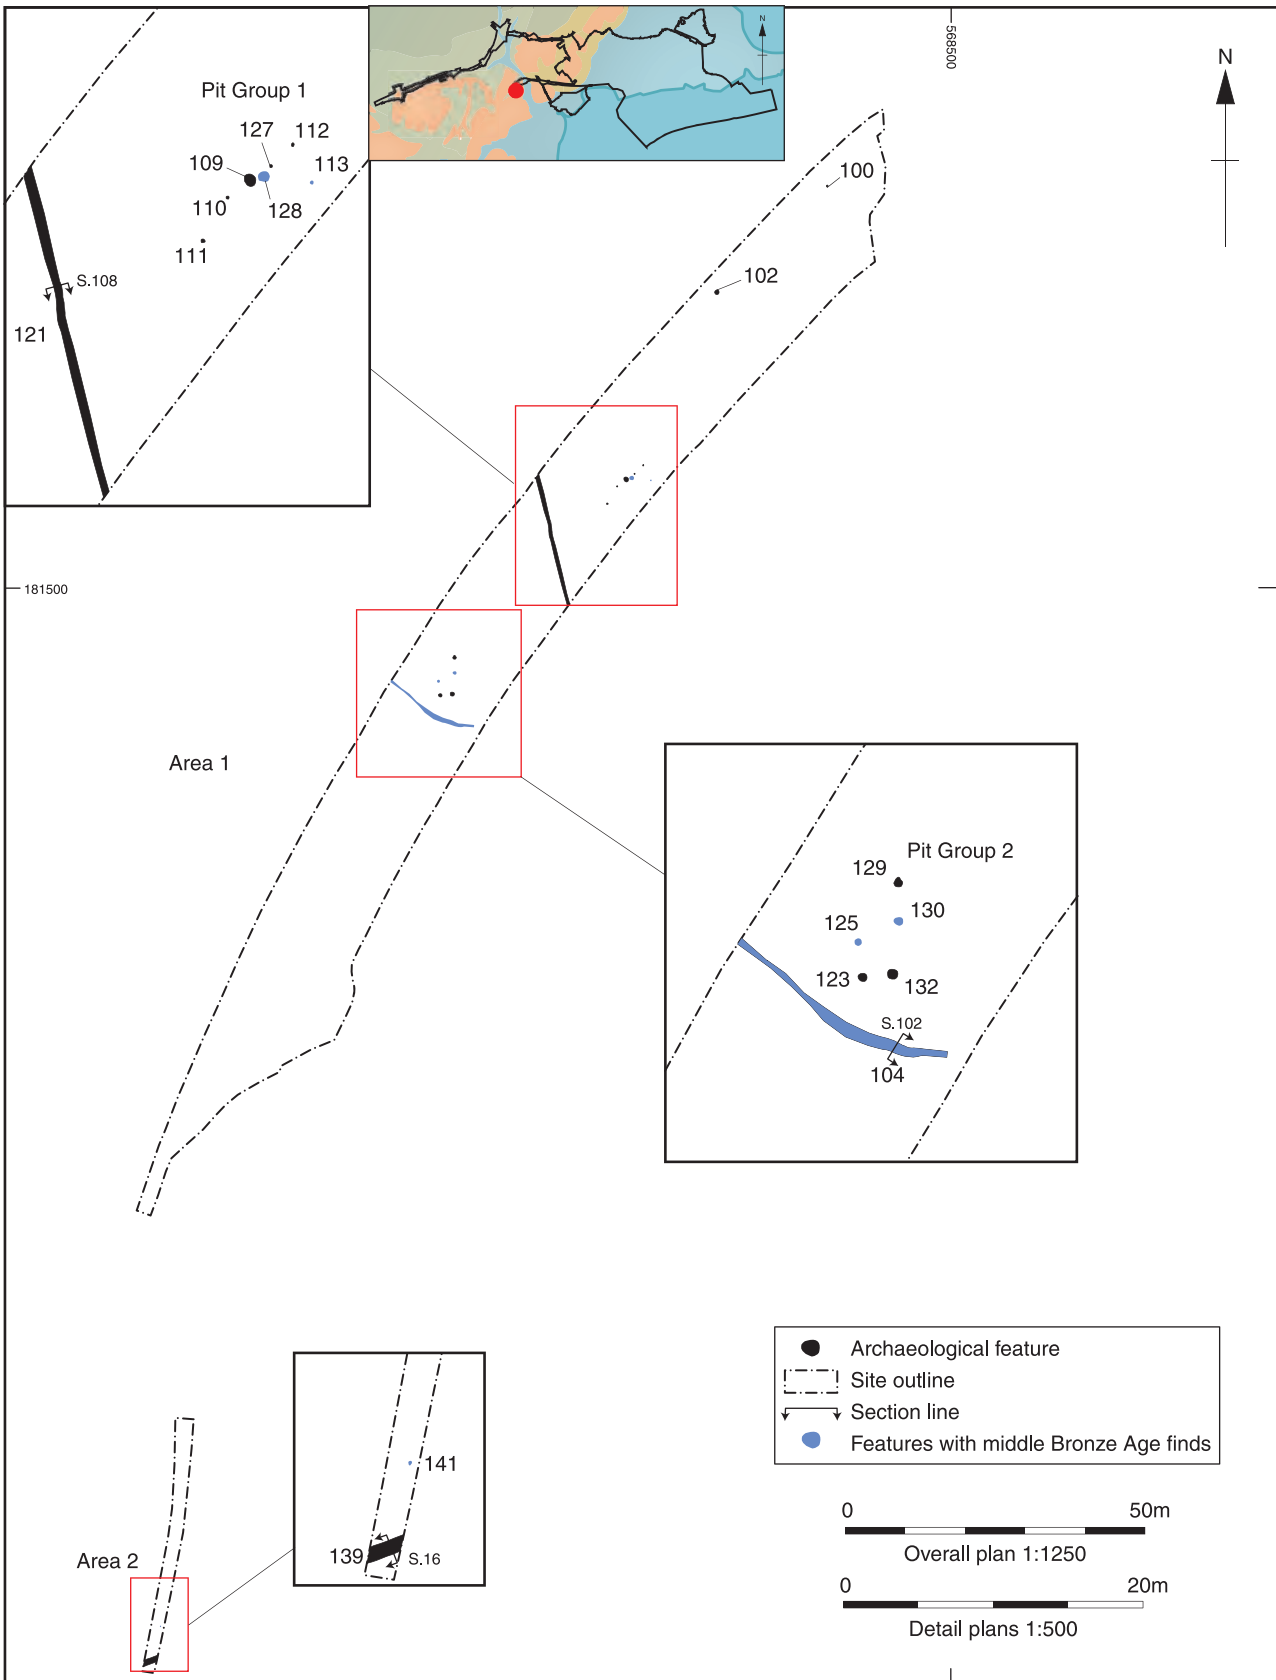 N
568500
N
Pit Group 1
127
112
109
113
110
128
111
S.108
121
100
102
181500
Area 1
Pit Group 2
129
130
125
123
132
S.102
104
Archaeological feature
Site outline
Section line
Features with middle Bronze Age finds
141
139
S.16
Area 2
0 50m
Overall plan 1:1250
0 20m
Detail plans 1:500